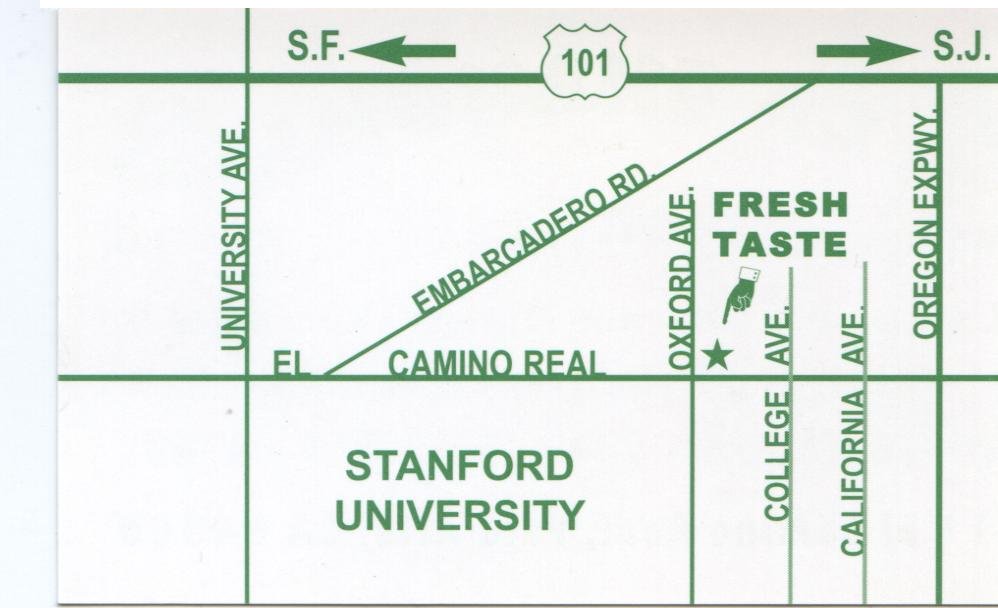 S.F.
101
S.J.
UNIVERSITY AVE.
EMBARCADERO RD.
OXFORD AVE.
FRESH
TASTE
OREGON EXPWY.
EL CAMINO REAL
COLLEGE AVE.
CALIFORNIA AVE.
STANFORD
UNIVERSITY